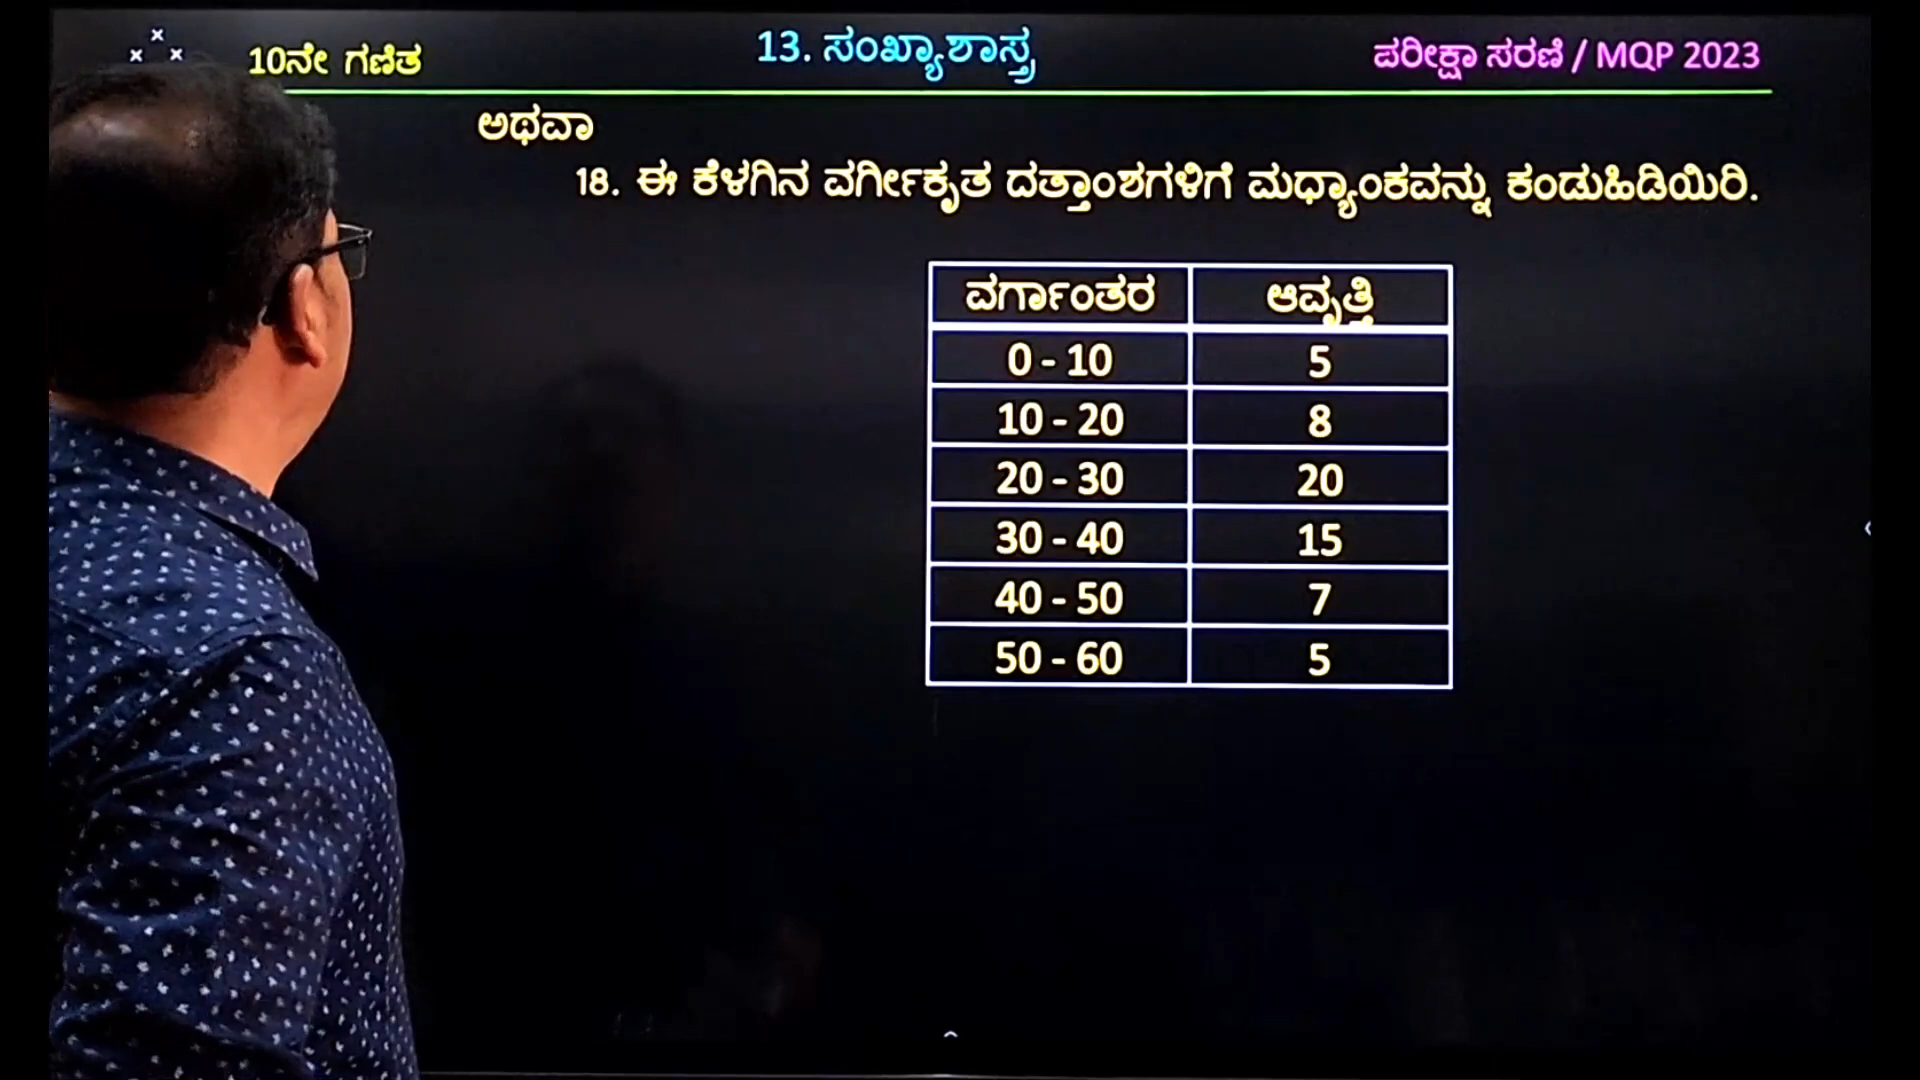 10ನೇ ಗಣಿತ
13. ಸಂಖ್ಯಾಶಾಸ್ತ್ರ
ಪರೀಕ್ಷಾ ಸರಣಿ / MQP 2023
ಅಥವಾ
18. ಈ ಕೆಳಗಿನ ವರ್ಗೀಕೃತ ದತ್ತಾಂಶಗಳಿಗೆ ಮಧ್ಯಾಂಕವನ್ನು ಕಂಡುಹಿಡಿಯಿರಿ.
ವರ್ಗಾಂತರ ಆವೃತ್ತಿ
0 - 10 5
10 - 20 8
20 - 30 20
30 - 40 15
40 - 50 7
50 - 60 5